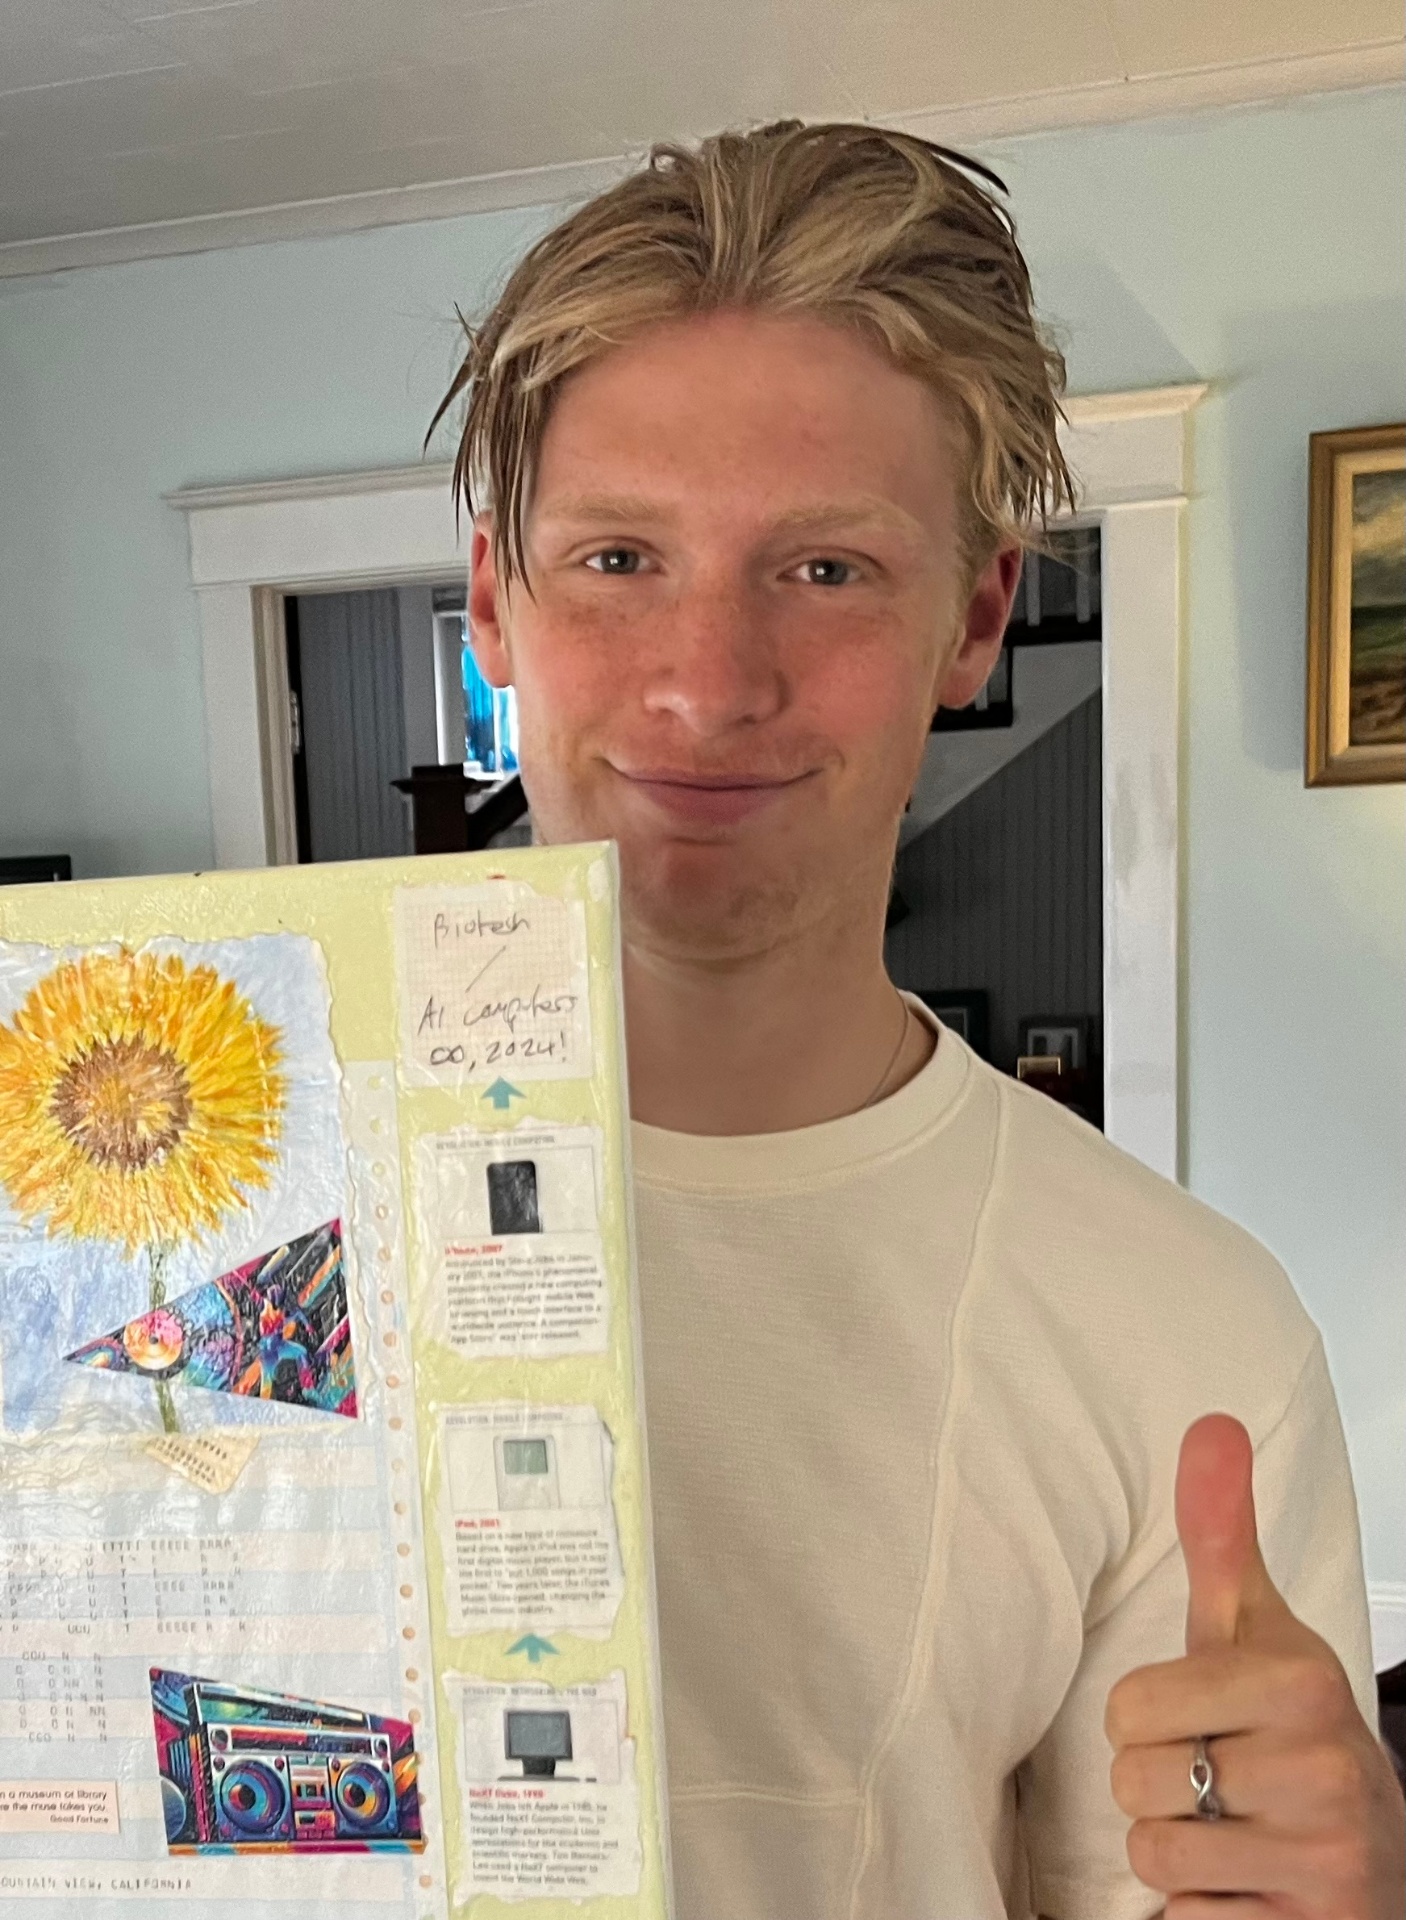 Biotech
/
AI computers
∞, 2024!
REVOLUTION: MOBILE COMPUTING
iPhone, 2007
Introduced by Steve Jobs in Janu-
ary 2007, the iPhone's phenomenal
popularity created a new computing
platform that brought mobile Web
browsing and a touch interface to a
worldwide audience. A companion
"App Store" was later released.
REVOLUTION: MOBILE COMPUTING
iPod, 2001
Based on a new type of miniature
hard drive, Apple's iPod was not the
first digital music player, but it was
the first to "put 1,000 songs in your
pocket." Two years later, the iTunes
Music Store opened, changing the
global music industry.
REVOLUTION: NETWORKING & THE WEB
NeXT Cube, 1988
When Jobs left Apple in 1985, he
founded NeXT Computer, Inc. to
design high-performance Unix
workstations for the academic and
scientific markets. Tim Berners-
Lee used a NeXT computer to
invent the World Wide Web.
n a museum or library
re the muse takes you.
Good Fortune
OUNTAIN VIEW, CALIFORNIA